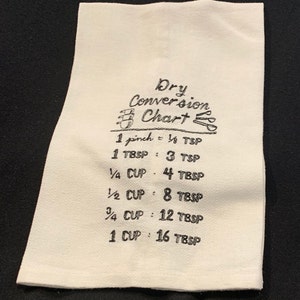 Dry
Conversion
Chart
1 pinch = 1/8 TSP
1 TBSP = 3 TSP
1/4 CUP = 4 TBSP
1/2 CUP = 8 TBSP
3/4 CUP = 12 TBSP
1 CUP = 16 TBSP